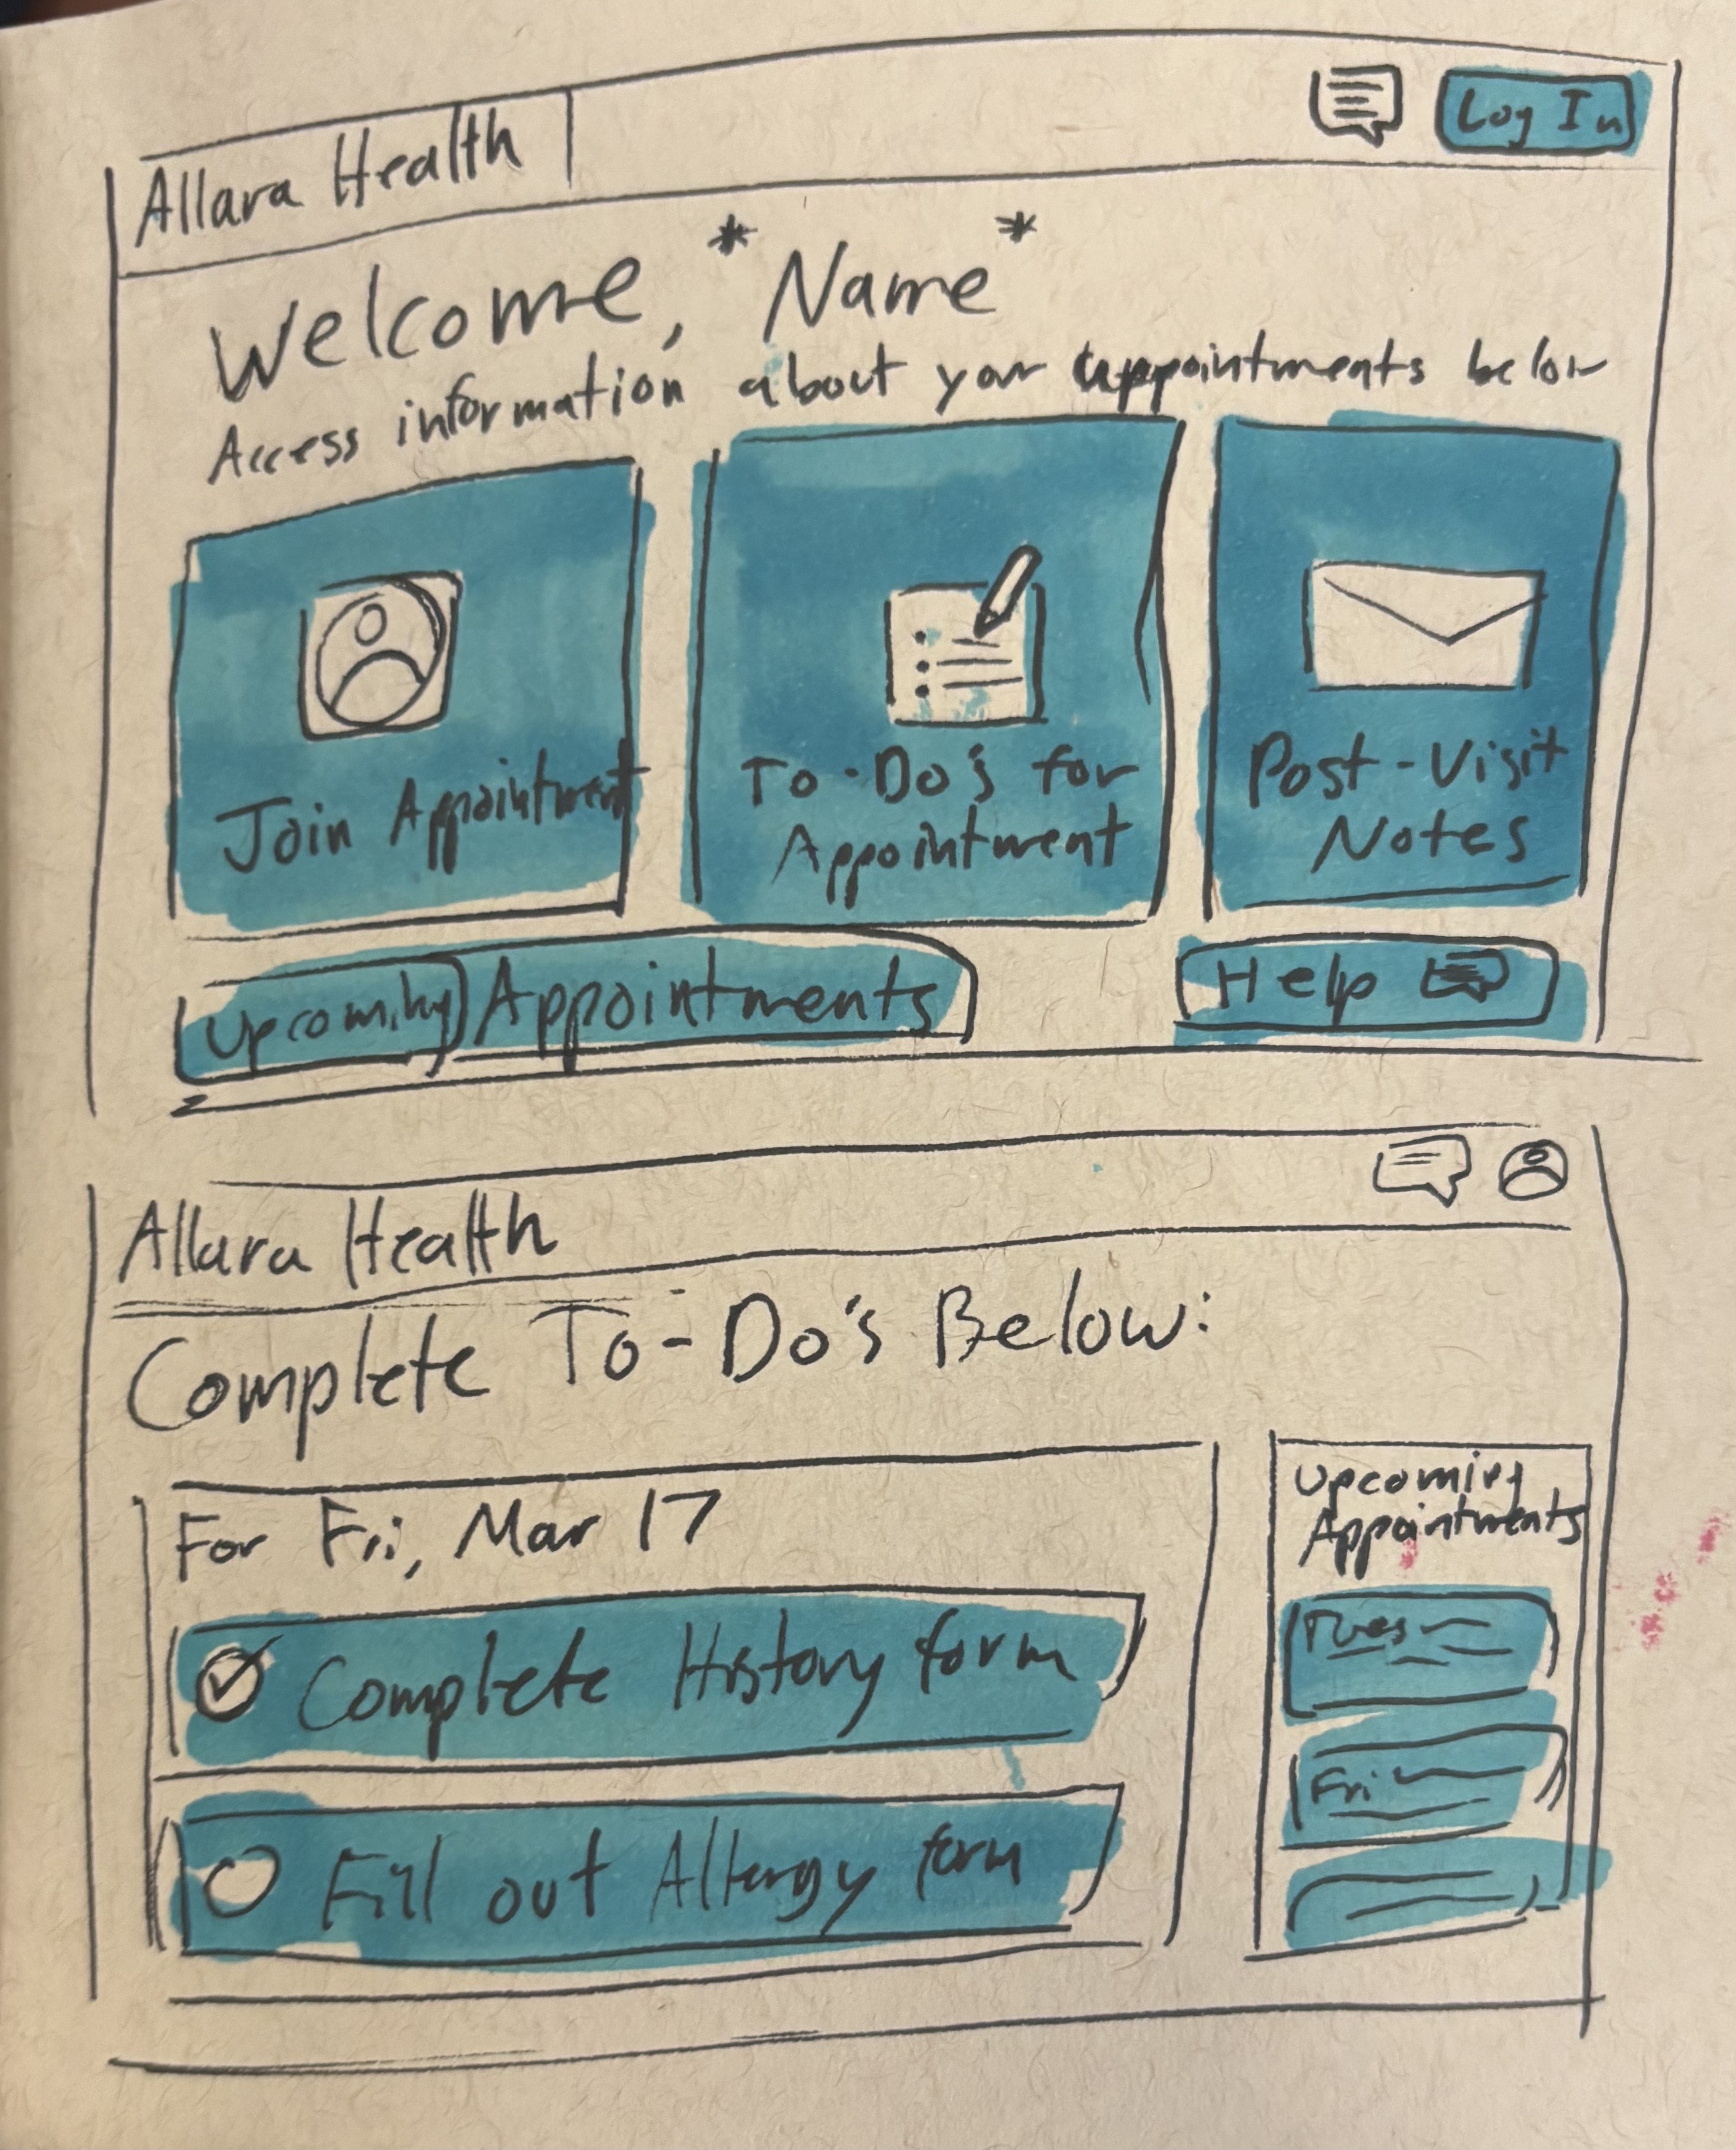 Allara Health
Log In
Welcome, *Name*
Access information about your appointments below
Join Appointment
To-Do's for
Appointment
Post-Visit
Notes
Upcoming Appointments
Help
Allara Health
Complete To-Do's Below:
For Fri, Mar 17
Complete History form
Fill out Allergy form
Upcoming
Appointments
Tues
Fri